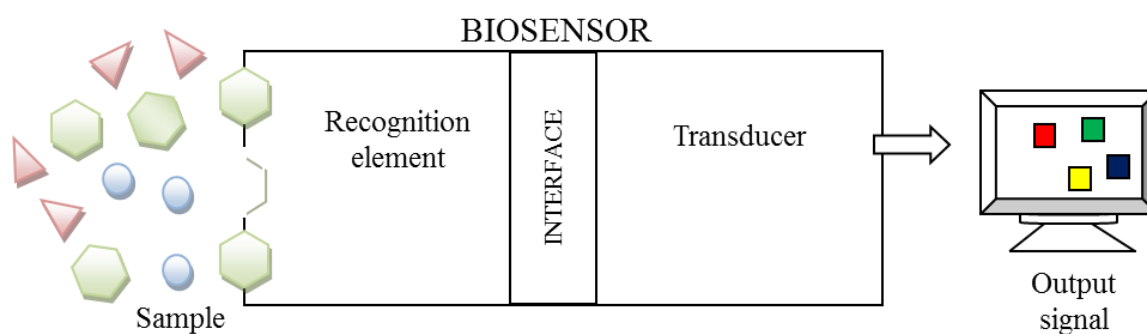 BIOSENSOR
Recognition
element
INTERFACE
Transducer
Sample
Output
signal